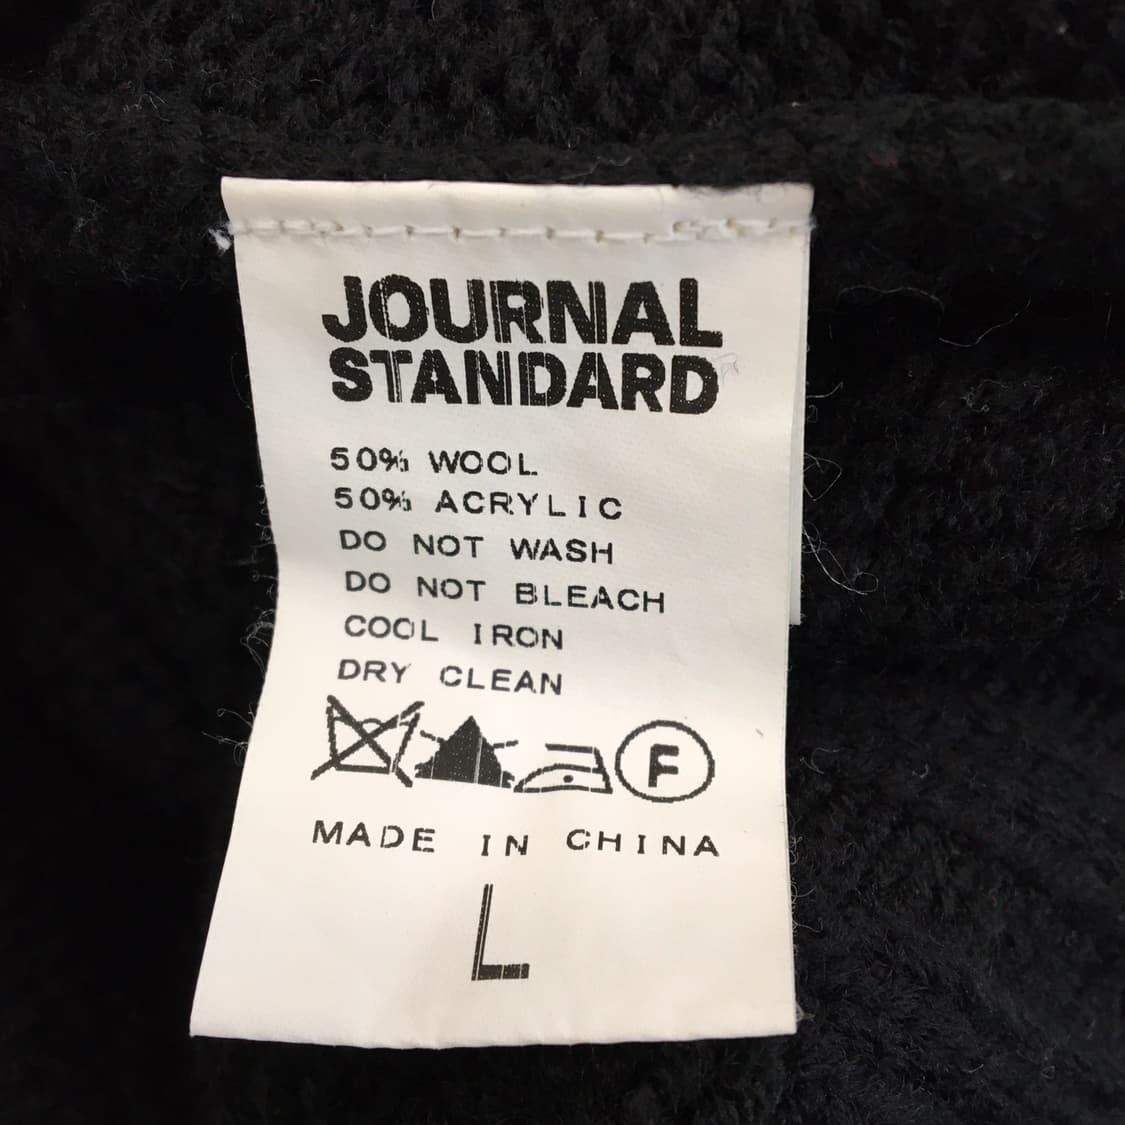 JOURNAL
STANDARD
50% WOOL
50% ACRYLIC
DO NOT WASH
DO NOT BLEACH
COOL IRON
DRY CLEAN
F
MADE IN CHINA
L